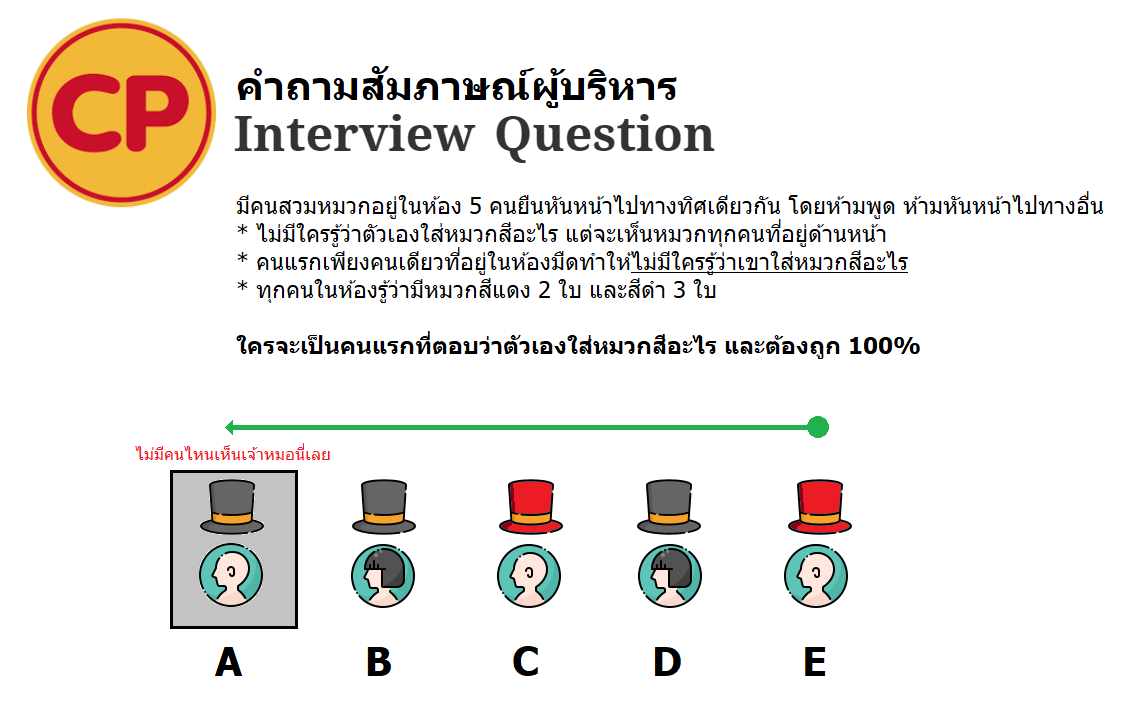 CP
คำถามสัมภาษณ์ผู้บริหาร
Interview Question
มีคนสวมหมวกอยู่ในห้อง 5 คนยืนหันหน้าไปทางทิศเดียวกัน โดยห้ามพูด ห้ามหันหน้าไปทางอื่น
* ไม่มีใครรู้ว่าตัวเองใส่หมวกสีอะไร แต่จะเห็นหมวกทุกคนที่อยู่ด้านหน้า
* คนแรกเพียงคนเดียวที่อยู่ในห้องมืดทำให้ไม่มีใครรู้ว่าเขาใส่หมวกสีอะไร
* ทุกคนในห้องรู้ว่ามีหมวกสีแดง 2 ใบ และสีดำ 3 ใบ
ใครจะเป็นคนแรกที่ตอบว่าตัวเองใส่หมวกสีอะไร และต้องถูก 100%
ไม่มีคนไหนเห็นเจ้าหมอนี่เลย
A B C D E